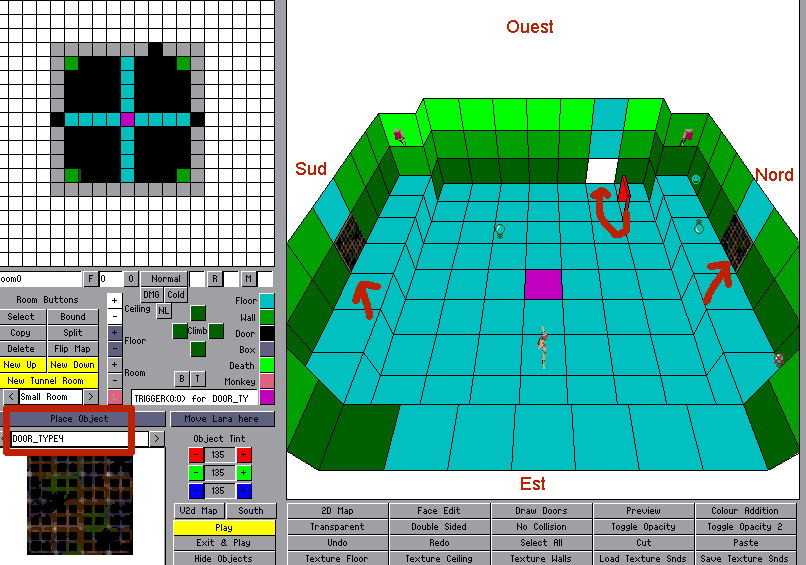 Ouest
Sud
Nord
Est
oom0 F 0 0 Normal R M
Room Buttons
Select Bound
Copy Split
Delete Flip Map
New Up New Down
New Tunnel Room
< Small Room >
+
-
+
-
+
-
L
DMG Cold
Ceiling NL
Climb
Floor
Room
B T
Floor
Wall
Door
Box
Death
Monkey
TRIGGER(0:0) for DOOR_TY
Place Object Move Lara here
DOOR_TYPE4 >
Object Tint
- 135 +
- 135 +
- 135 +
V2d Map South
Play
Exit & Play
Hide Objects
2D Map Face Edit Draw Doors Preview Colour Addition
Transparent Double Sided No Collision Toggle Opacity Toggle Opacity 2
Undo Redo Select All Cut Paste
Texture Floor Texture Ceiling Texture Walls Load Texture Snds Save Texture Snds